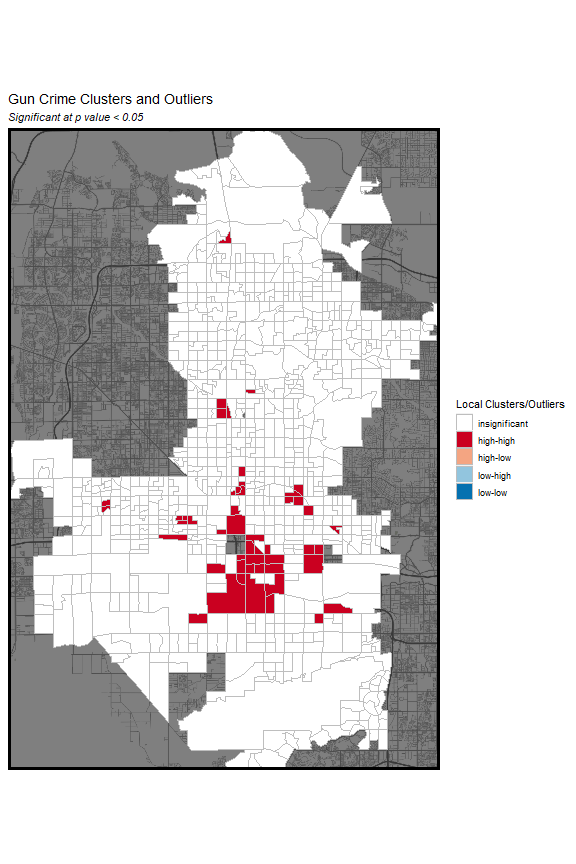 Gun Crime Clusters and Outliers
Significant at p value < 0.05
Local Clusters/Outliers
insignificant
high-high
high-low
low-high
low-low